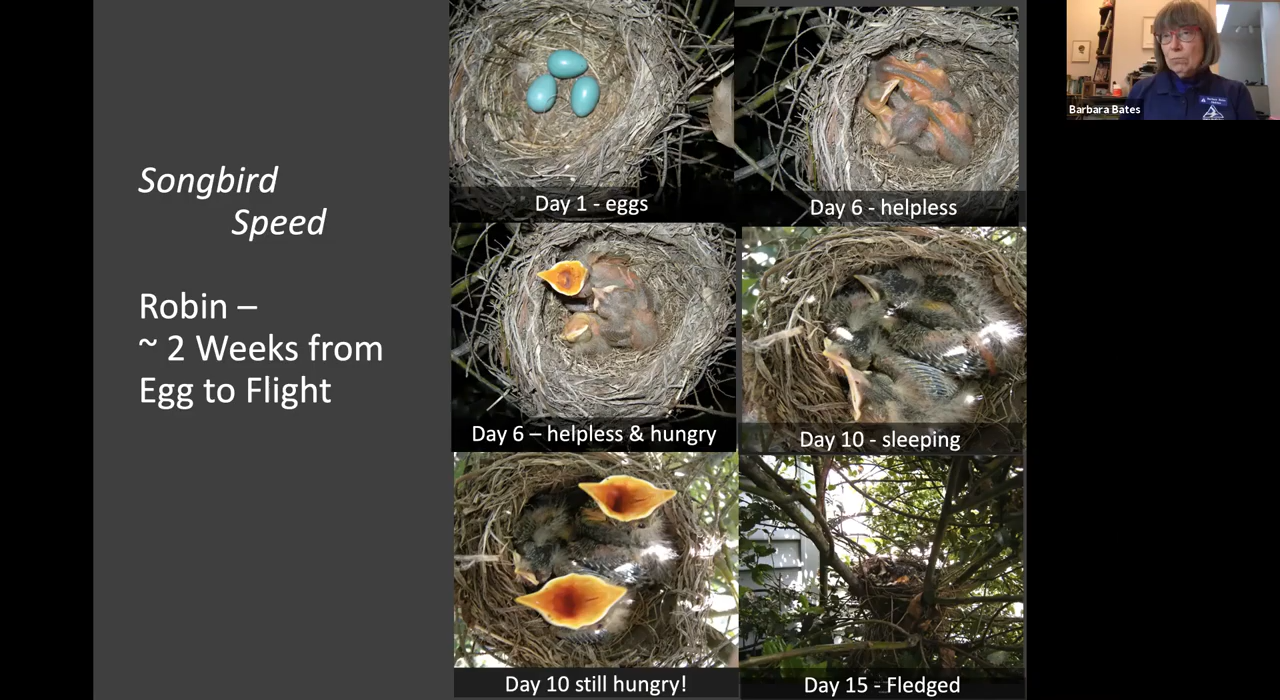 Songbird
Speed
Robin –
~ 2 Weeks from
Egg to Flight
Day 1 - eggs
Day 6 - helpless
Day 6 – helpless & hungry
Day 10 - sleeping
Day 10 still hungry!
Day 15 - Fledged
Barbara Bates